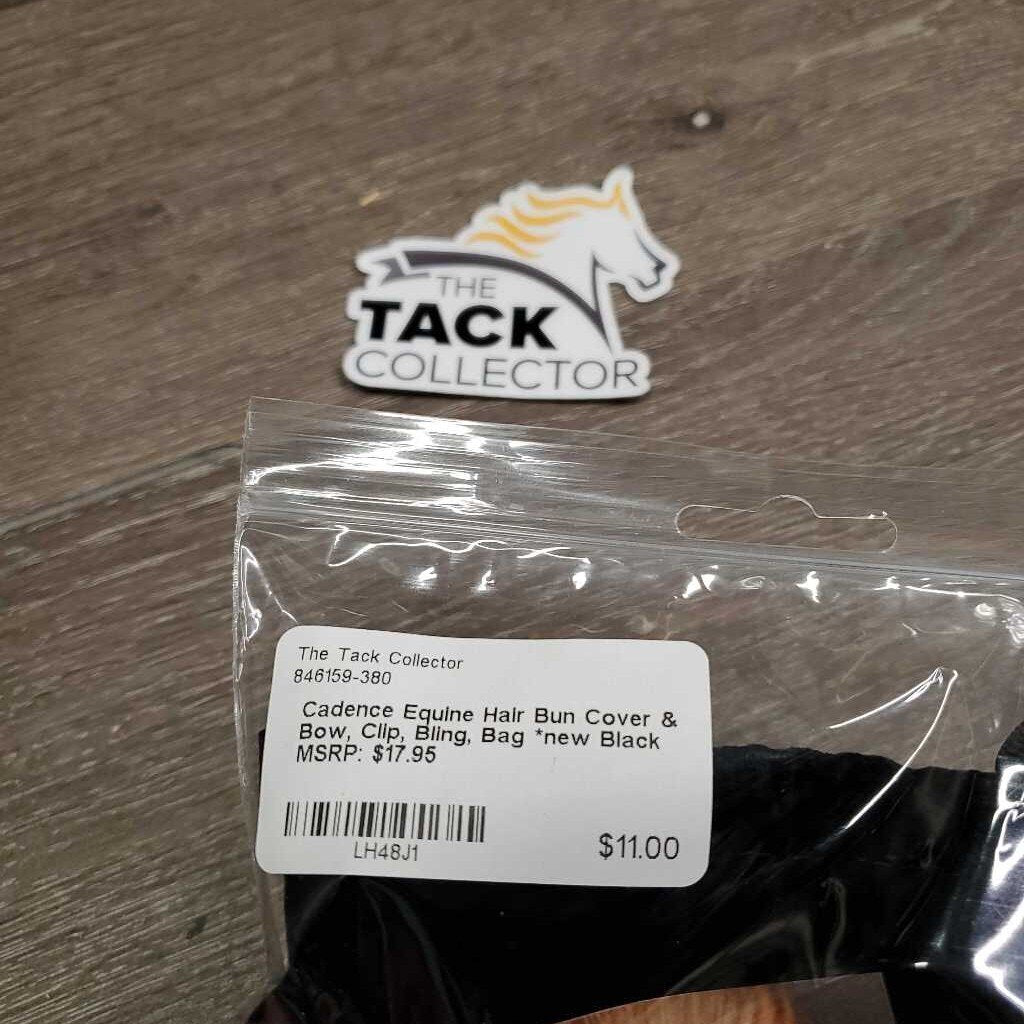 THE
TACK
COLLECTOR
The Tack Collector
846159-380
Cadence Equine Hair Bun Cover &
Bow, Clip, Bling, Bag *new Black
MSRP: $17.95
LH48J1
$11.00